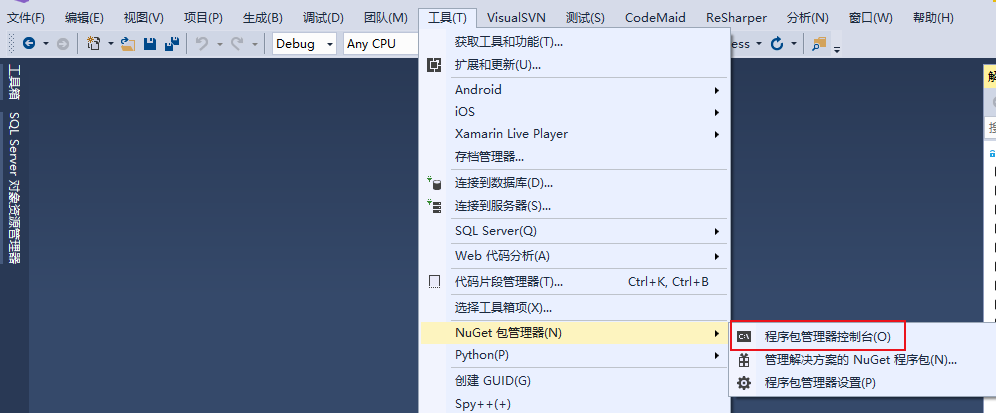 文件(F) 编辑(E) 视图(V) 项目(P) 生成(B) 调试(D) 团队(M) 工具(T) VisualSVN 测试(S) CodeMaid ReSharper 分析(N) 窗口(W) 帮助(H)
Debug Any CPU
工具箱
SQL Server 对象资源管理器
获取工具和功能(T)...
扩展和更新(U)...
Android
iOS
Xamarin Live Player
存档管理器...
连接到数据库(D)...
连接到服务器(S)...
SQL Server(Q)
Web 代码分析(A)
代码片段管理器(T)... Ctrl+K, Ctrl+B
选择工具箱项(X)...
NuGet 包管理器(N)
Python(P)
创建 GUID(G)
Spy++(+)
程序包管理器控制台(O)
管理解决方案的 NuGet 程序包(N)...
程序包管理器设置(P)